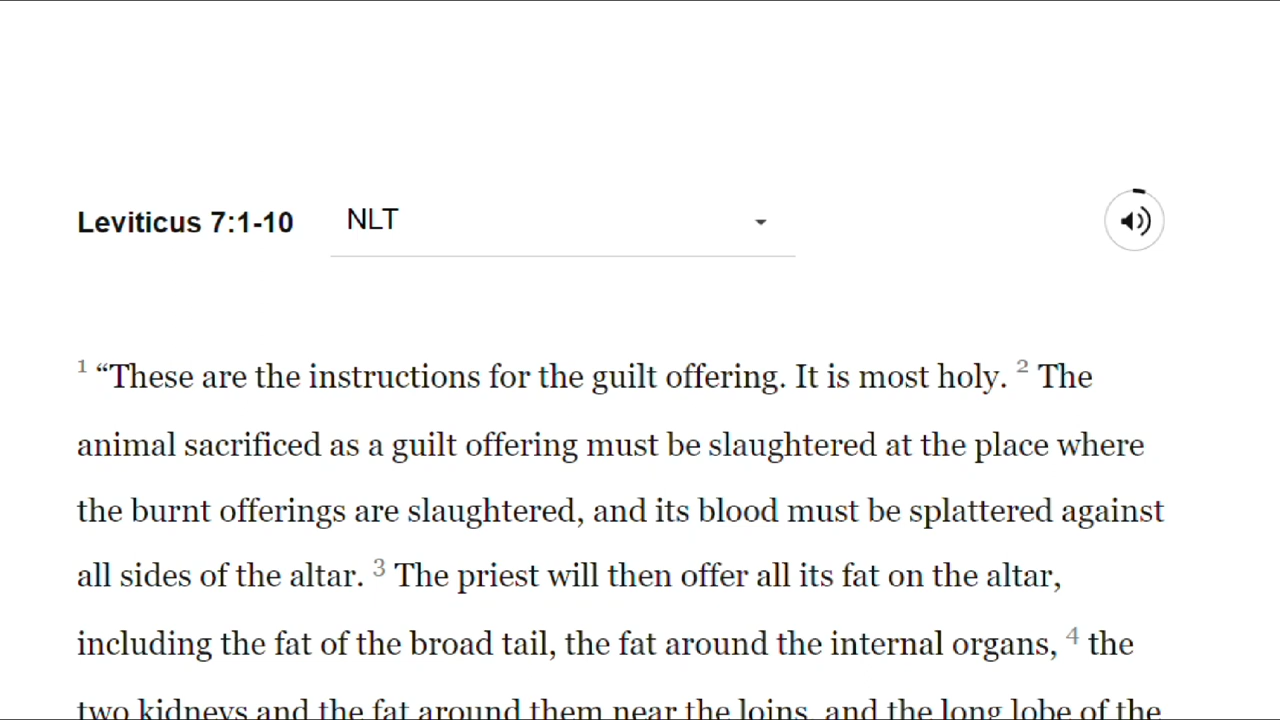 Leviticus 7:1-10 NLT
1 “These are the instructions for the guilt offering. It is most holy. 2 The
animal sacrificed as a guilt offering must be slaughtered at the place where
the burnt offerings are slaughtered, and its blood must be splattered against
all sides of the altar. 3 The priest will then offer all its fat on the altar,
including the fat of the broad tail, the fat around the internal organs, 4 the
two kidneys and the fat around them near the loins, and the long lobe of the